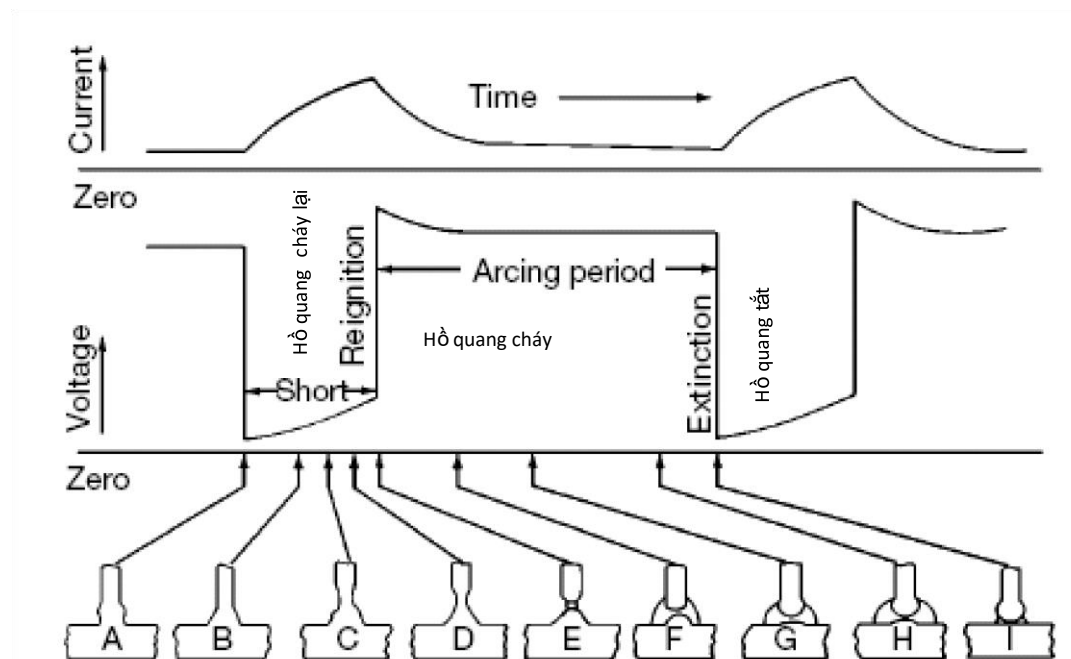 Current
Time
Zero
Hồ quang cháy lại
Reignition
Arcing period
Hồ quang cháy
Extinction
Hồ quang tắt
Voltage
Short
Zero
A B C D E F G H I